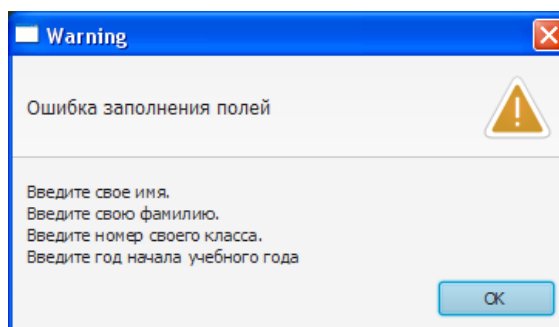 Warning
Ошибка заполнения полей
Введите свое имя.
Введите свою фамилию.
Введите номер своего класса.
Введите год начала учебного года
OK